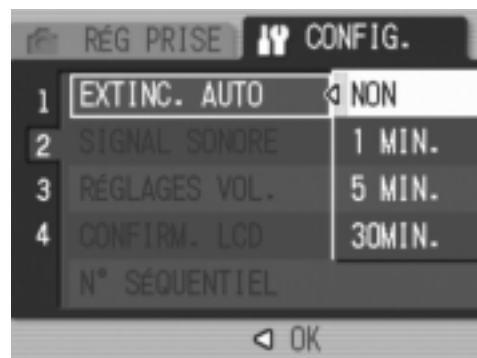 RÉG PRISE CONFIG.
1 EXTINC. AUTO NON
2 SIGNAL SONORE 1 MIN.
3 RÉGLAGES VOL. 5 MIN.
4 CONFIRM. LCD 30MIN.
N° SÉQUENTIEL
OK